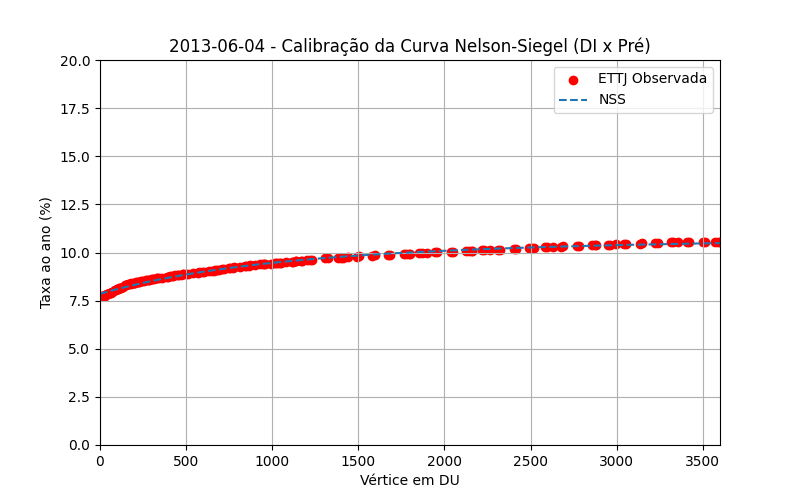 2013-06-04 - Calibração da Curva Nelson-Siegel (DI x Pré)
ETTJ Observada
NSS
Taxa ao ano (%)
20.0
17.5
15.0
12.5
10.0
7.5
5.0
2.5
0.0
0 500 1000 1500 2000 2500 3000 3500
Vértice em DU